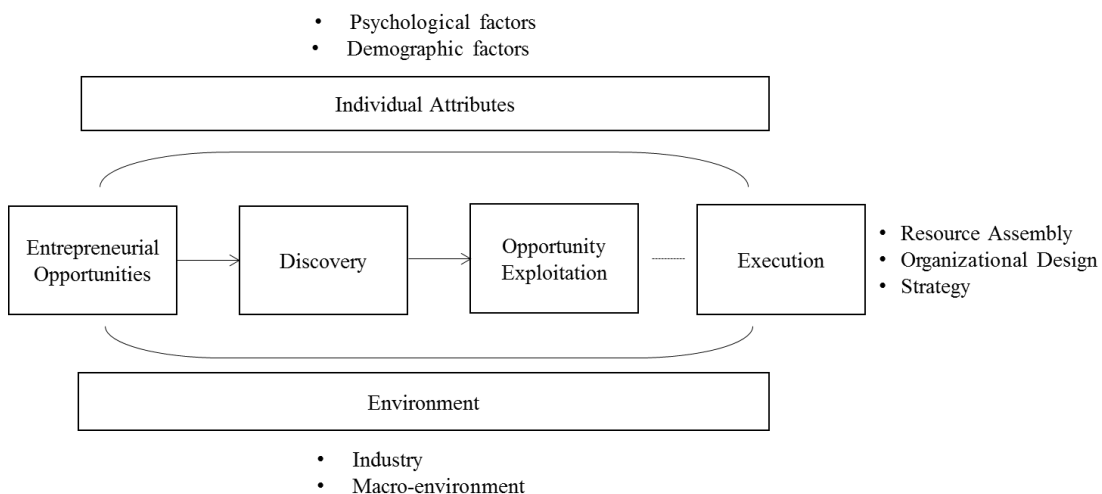 • Psychological factors
• Demographic factors
Individual Attributes
Entrepreneurial
Opportunities
Discovery
Opportunity
Exploitation
Execution
• Resource Assembly
• Organizational Design
• Strategy
Environment
• Industry
• Macro-environment